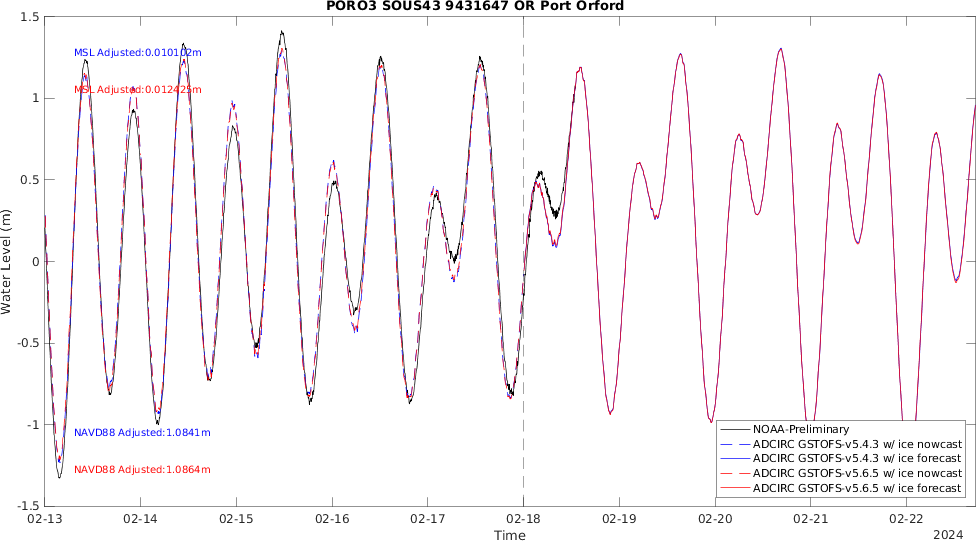 PORO3 SOUS43 9431647 OR Port Orford
1.5
1
0.5
0
-0.5
-1
-1.5
Water Level (m)
MSL Adjusted:0.010102m
MSL Adjusted:0.012425m
NAVD88 Adjusted:1.0841m
NAVD88 Adjusted:1.0864m
NOAA-Preliminary
ADCIRC GSTOFS-v5.4.3 w/ ice nowcast
ADCIRC GSTOFS-v5.4.3 w/ ice forecast
ADCIRC GSTOFS-v5.6.5 w/ ice nowcast
ADCIRC GSTOFS-v5.6.5 w/ ice forecast
02-13 02-14 02-15 02-16 02-17 02-18 02-19 02-20 02-21 02-22
Time
2024